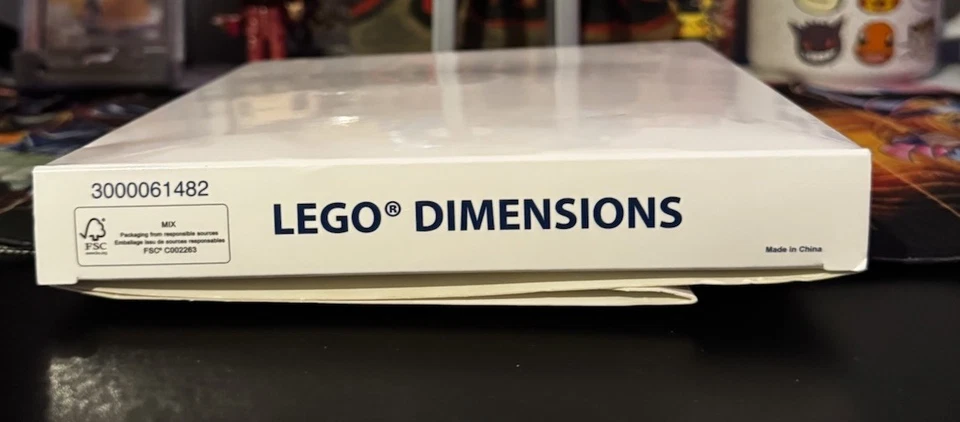 3000061482
FSC
MIX
Packaging from responsible sources
Emballage issu de sources responsables
FSC® C002263
LEGO® DIMENSIONS
Made in China